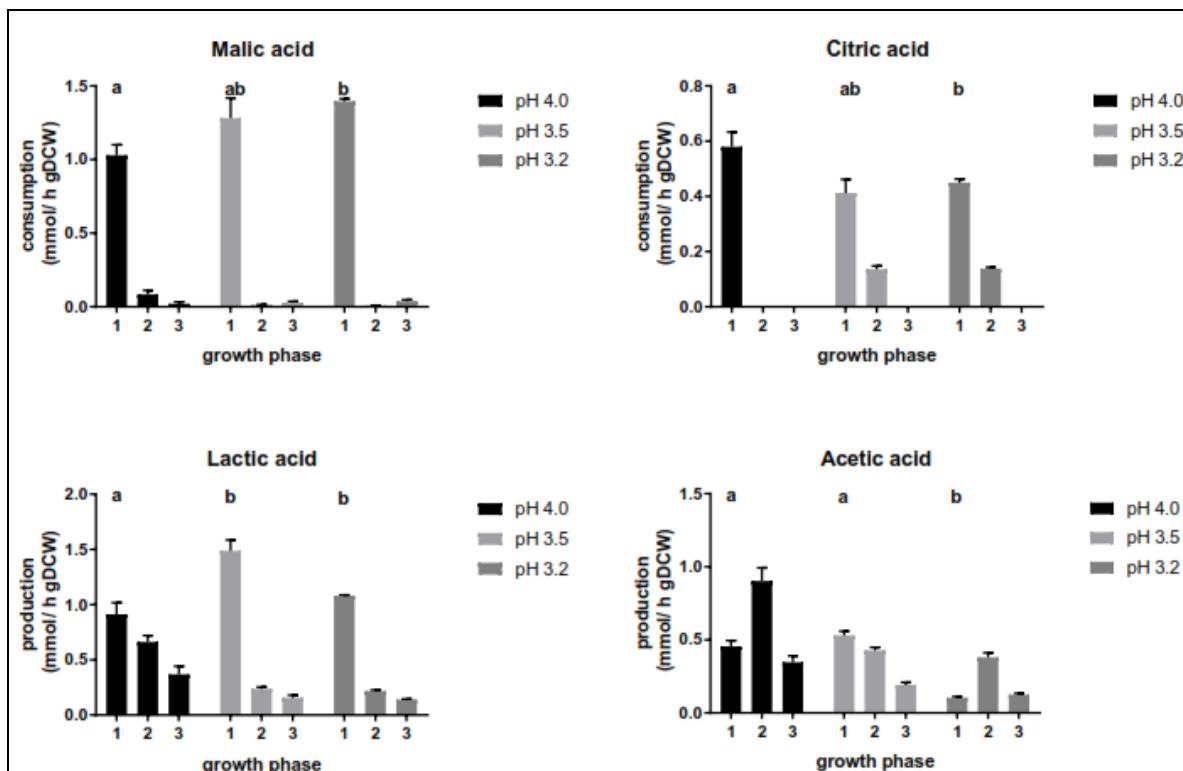 Malic acid
consumption
(mmol/ h gDCW)
1.5
1.0
0.5
0.0
a
ab
b
1 2 3 1 2 3 1 2 3
growth phase
pH 4.0
pH 3.5
pH 3.2
Citric acid
consumption
(mmol/ h gDCW)
0.8
0.6
0.4
0.2
0.0
a
ab
b
1 2 3 1 2 3 1 2 3
growth phase
pH 4.0
pH 3.5
pH 3.2
Lactic acid
production
(mmol/ h gDCW)
2.0
1.5
1.0
0.5
0.0
a
b
b
1 2 3 1 2 3 1 2 3
growth phase
pH 4.0
pH 3.5
pH 3.2
Acetic acid
production
(mmol/ h gDCW)
1.5
1.0
0.5
0.0
a
a
b
1 2 3 1 2 3 1 2 3
growth phase
pH 4.0
pH 3.5
pH 3.2